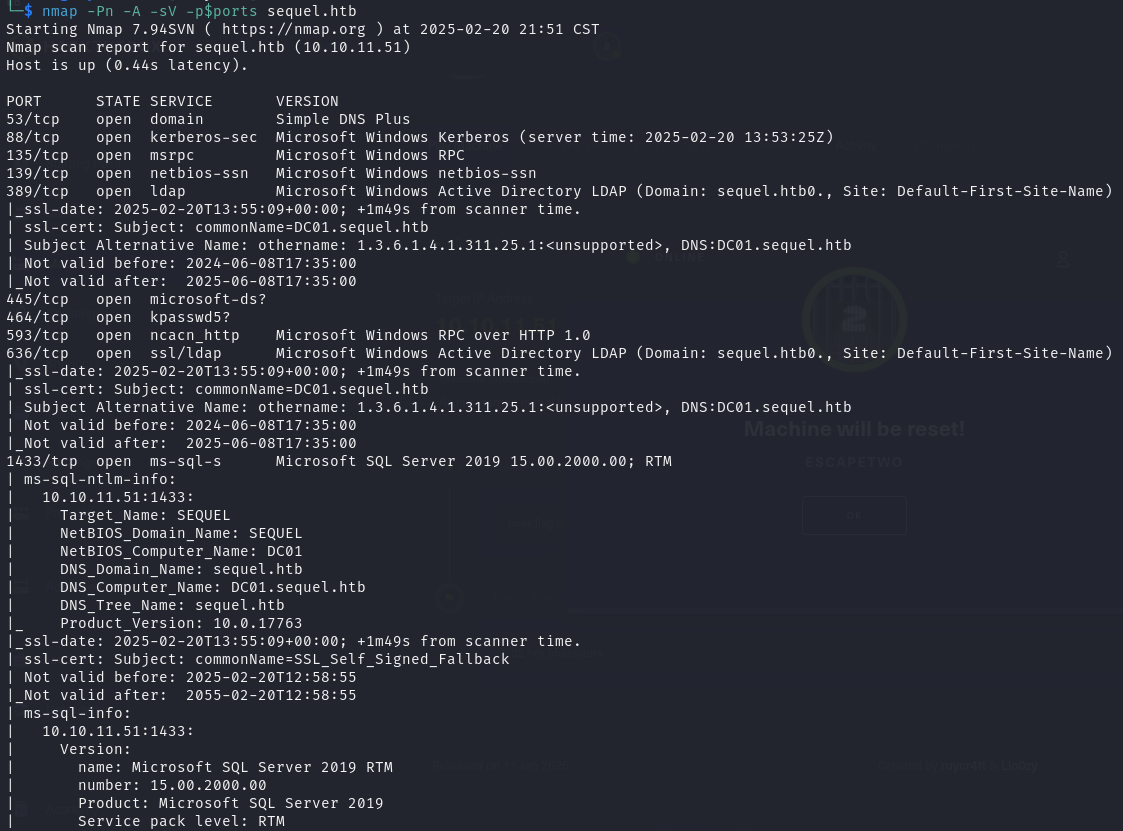 └─$ nmap -Pn -A -sV -p$ports sequel.htb
Starting Nmap 7.94SVN ( https://nmap.org ) at 2025-02-20 21:51 CST
Nmap scan report for sequel.htb (10.10.11.51)
Host is up (0.44s latency).
PORT     STATE SERVICE       VERSION
53/tcp   open  domain        Simple DNS Plus
88/tcp   open  kerberos-sec  Microsoft Windows Kerberos (server time: 2025-02-20 13:53:25Z)
135/tcp  open  msrpc         Microsoft Windows RPC
139/tcp  open  netbios-ssn   Microsoft Windows netbios-ssn
389/tcp  open  ldap          Microsoft Windows Active Directory LDAP (Domain: sequel.htb0., Site: Default-First-Site-Name)
|_ssl-date: 2025-02-20T13:55:09+00:00; +1m49s from scanner time.
| ssl-cert: Subject: commonName=DC01.sequel.htb
| Subject Alternative Name: othername: 1.3.6.1.4.1.311.25.1:<unsupported>, DNS:DC01.sequel.htb
| Not valid before: 2024-06-08T17:35:00
|_Not valid after:  2025-06-08T17:35:00
445/tcp  open  microsoft-ds?
464/tcp  open  kpasswd5?
593/tcp  open  ncacn_http    Microsoft Windows RPC over HTTP 1.0
636/tcp  open  ssl/ldap      Microsoft Windows Active Directory LDAP (Domain: sequel.htb0., Site: Default-First-Site-Name)
|_ssl-date: 2025-02-20T13:55:09+00:00; +1m49s from scanner time.
| ssl-cert: Subject: commonName=DC01.sequel.htb
| Subject Alternative Name: othername: 1.3.6.1.4.1.311.25.1:<unsupported>, DNS:DC01.sequel.htb
| Not valid before: 2024-06-08T17:35:00
|_Not valid after:  2025-06-08T17:35:00
1433/tcp open  ms-sql-s      Microsoft SQL Server 2019 15.00.2000.00; RTM
| ms-sql-ntlm-info:
|   10.10.11.51:1433:
|     Target_Name: SEQUEL
|     NetBIOS_Domain_Name: SEQUEL
|     NetBIOS_Computer_Name: DC01
|     DNS_Domain_Name: sequel.htb
|     DNS_Computer_Name: DC01.sequel.htb
|     DNS_Tree_Name: sequel.htb
|_    Product_Version: 10.0.17763
|_ssl-date: 2025-02-20T13:55:09+00:00; +1m49s from scanner time.
| ssl-cert: Subject: commonName=SSL_Self_Signed_Fallback
| Not valid before: 2025-02-20T12:58:55
|_Not valid after:  2055-02-20T12:58:55
| ms-sql-info:
|   10.10.11.51:1433:
|     Version:
|       name: Microsoft SQL Server 2019 RTM
|       number: 15.00.2000.00
|       Product: Microsoft SQL Server 2019
|       Service pack level: RTM
ONLINE
2
Machine will be reset!
ESCAPETWO
OK